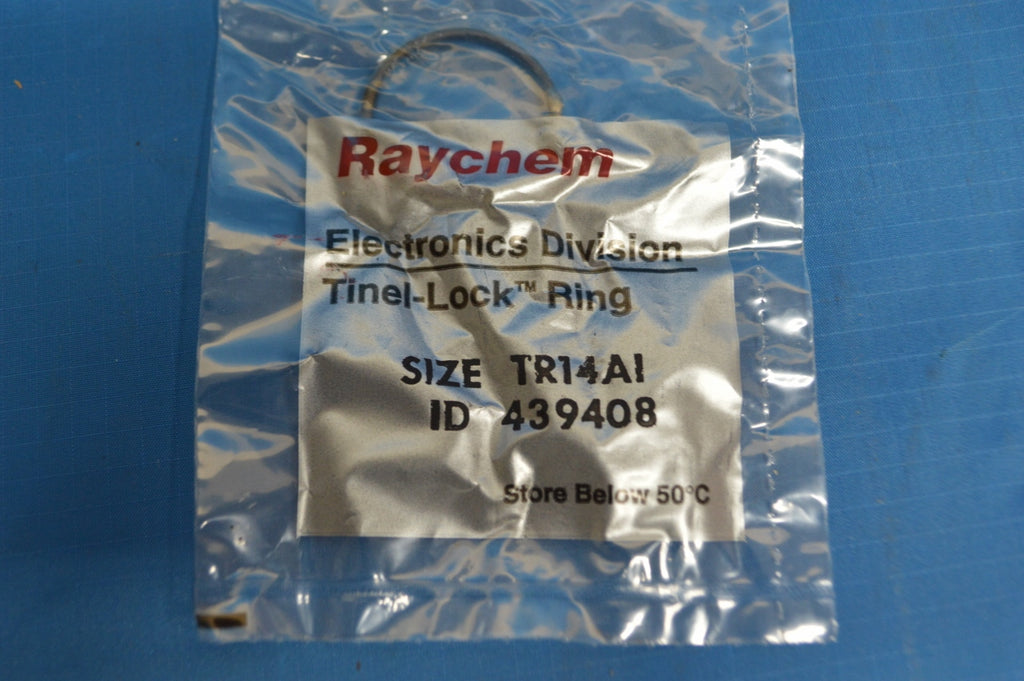 Raychem
Electronics Division
Tinel-Lock™ Ring
SIZE TR14AI
ID 439408
Store Below 50°C